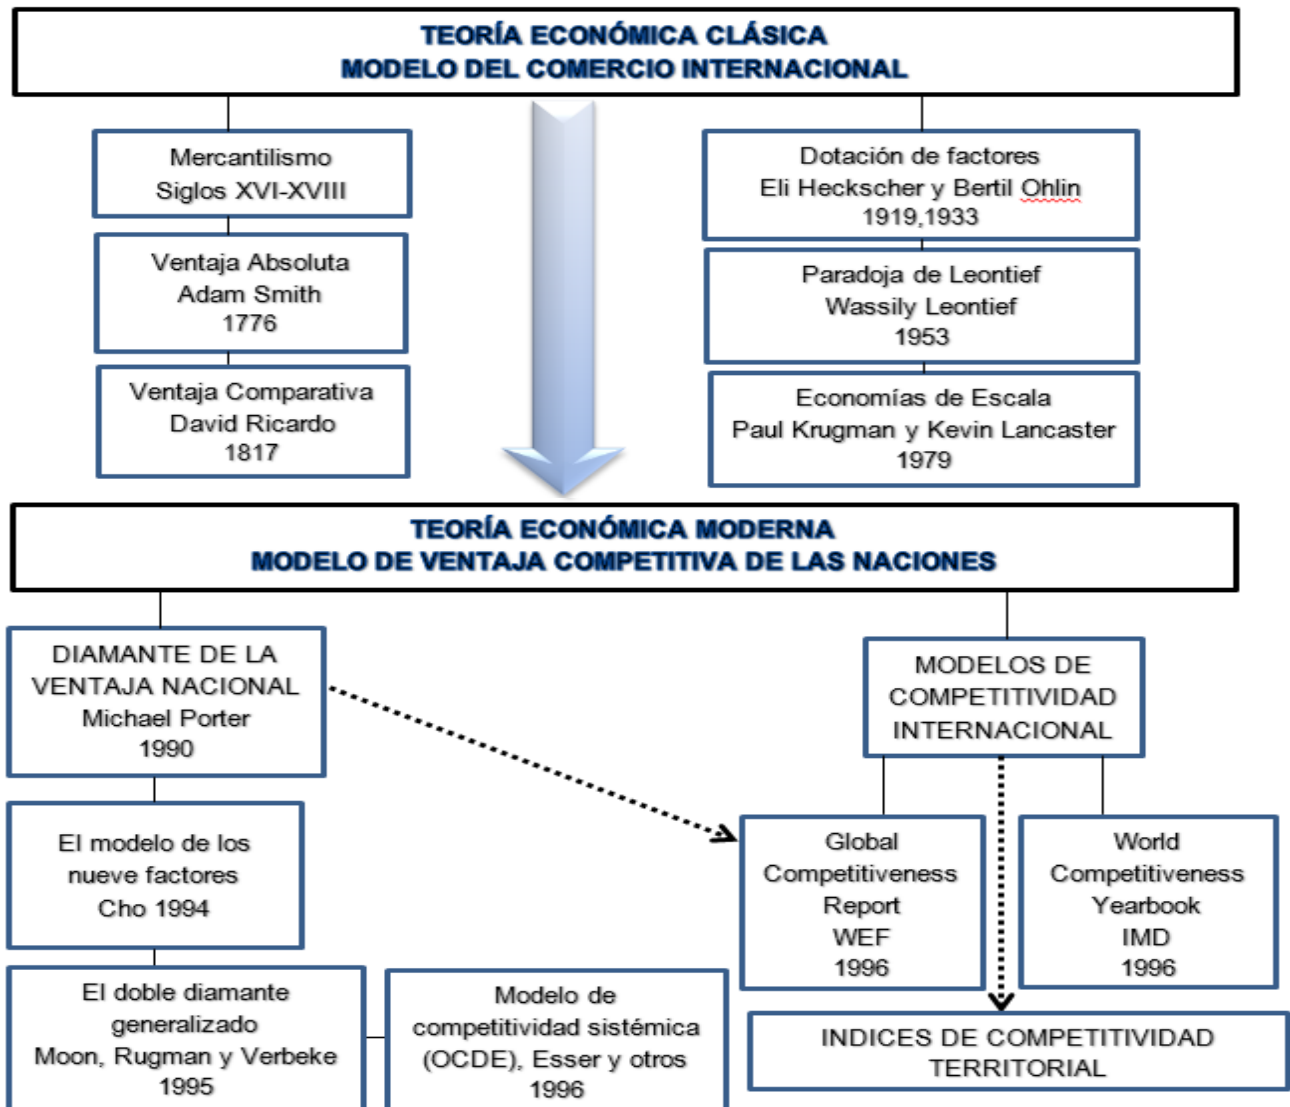 TEORÍA ECONÓMICA CLÁSICA
MODELO DEL COMERCIO INTERNACIONAL
Mercantilismo
Siglos XVI-XVIII
Ventaja Absoluta
Adam Smith
1776
Ventaja Comparativa
David Ricardo
1817
Dotación de factores
Eli Heckscher y Bertil Ohlin
1919,1933
Paradoja de Leontief
Wassily Leontief
1953
Economías de Escala
Paul Krugman y Kevin Lancaster
1979
TEORÍA ECONÓMICA MODERNA
MODELO DE VENTAJA COMPETITIVA DE LAS NACIONES
DIAMANTE DE LA
VENTAJA NACIONAL
Michael Porter
1990
El modelo de los
nueve factores
Cho 1994
El doble diamante
generalizado
Moon, Rugman y Verbeke
1995
Modelo de
competitividad sistémica
(OCDE), Esser y otros
1996
MODELOS DE
COMPETITIVIDAD
INTERNACIONAL
Global
Competitiveness
Report
WEF
1996
World
Competitiveness
Yearbook
IMD
1996
INDICES DE COMPETITIVIDAD
TERRITORIAL